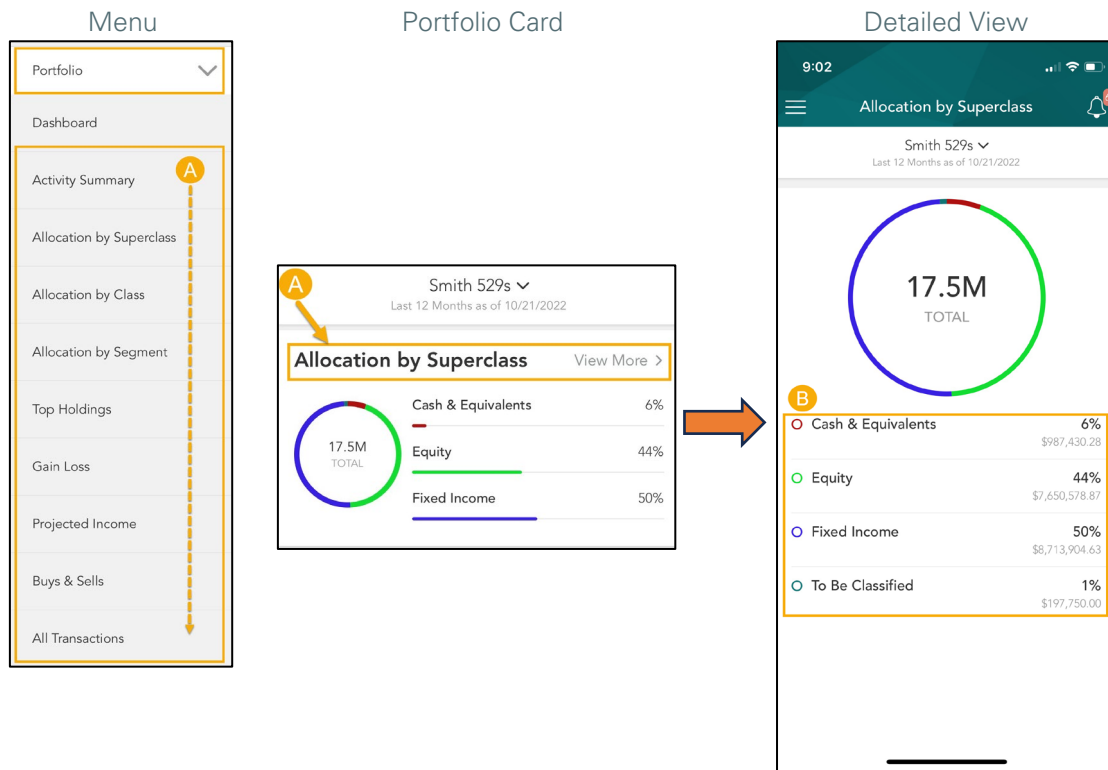 Menu
Portfolio
Dashboard
A
Activity Summary
Allocation by Superclass
Allocation by Class
Allocation by Segment
Top Holdings
Gain Loss
Projected Income
Buys & Sells
All Transactions
Portfolio Card
A
Smith 529s
Last 12 Months as of 10/21/2022
Allocation by Superclass View More >
17.5M
TOTAL
Cash & Equivalents 6%
Equity 44%
Fixed Income 50%
Detailed View
9:02
Allocation by Superclass
Smith 529s
Last 12 Months as of 10/21/2022
17.5M
TOTAL
B
Cash & Equivalents 6%
$987,430.28
Equity 44%
$7,650,578.87
Fixed Income 50%
$8,713,904.63
To Be Classified 1%
$197,750.00